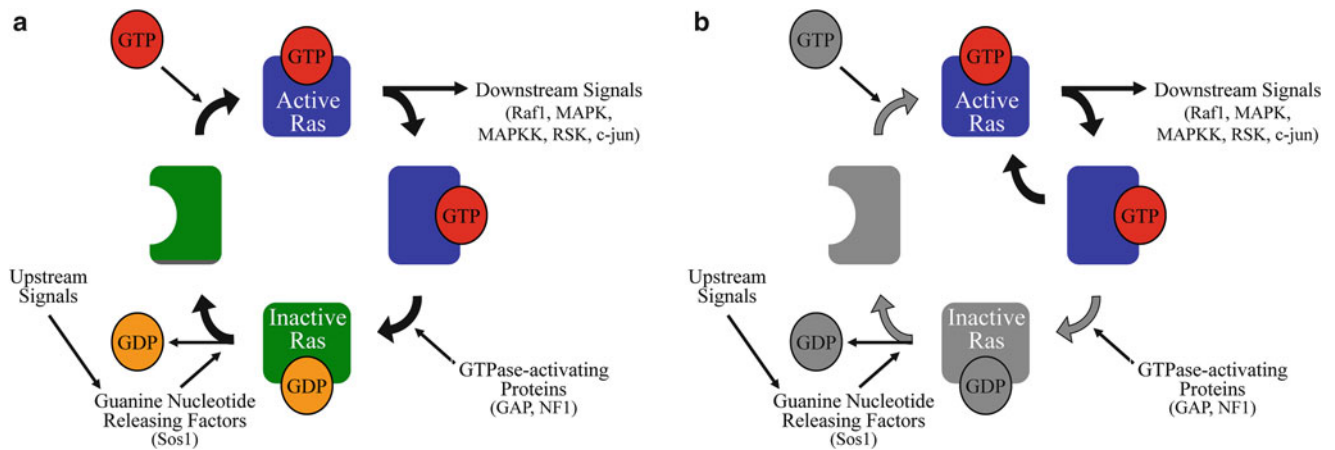 a
GTP
GTP
Active
Ras
Downstream Signals
(Raf1, MAPK,
MAPKK, RSK, c-jun)
GTP
Upstream
Signals
GDP
Inactive
Ras
GDP
GTPase-activating
Proteins
(GAP, NF1)
Guanine Nucleotide
Releasing Factors
(Sos1)
b
GTP
GTP
Active
Ras
Downstream Signals
(Raf1, MAPK,
MAPKK, RSK, c-jun)
GTP
Upstream
Signals
GDP
Inactive
Ras
GDP
GTPase-activating
Proteins
(GAP, NF1)
Guanine Nucleotide
Releasing Factors
(Sos1)